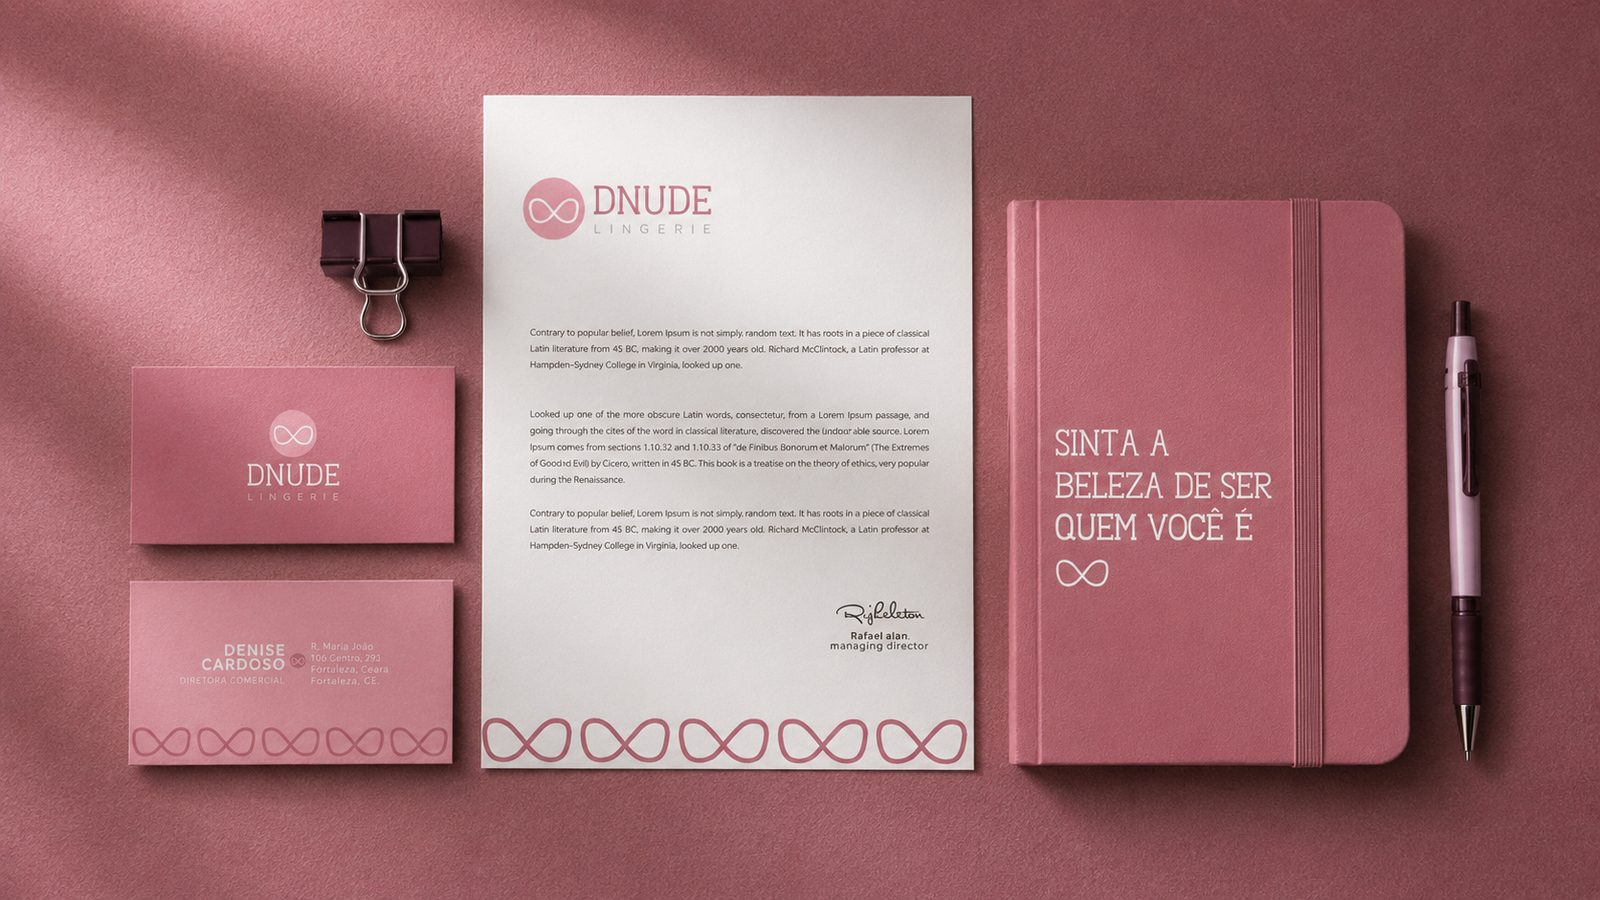 DNUDE
LINGERIE
Contrary to popular belief, Lorem Ipsum is not simply. random text. It has roots in a piece of classical
Latin literature from 45 BC, making it over 2000 years old. Richard McClintock, a Latin professor at
Hampden-Sydney College in Virginia, looked up one.
Looked up one of the more obscure Latin words, consectetur, from a Lorem Ipsum passage, and
going through the cites of the word in classical literature, discovered the source. Lorem
Ipsum comes from sections 1.10.32 and 1.10.33 of "de Finibus Bonorum et Malorum" (The Extremes
of Evil) by Cicero, written in 45 BC. This book is a treatise on the theory of ethics, very popular
during the Renaissance.
Contrary to popular belief, Lorem Ipsum is not simply. random text. It has roots in a piece of classical
Latin literature from 45 BC, making it over 2000 years old. Richard McClintock, a Latin professor at
Hampden-Sydney College in Virginia, looked up one.
Rafael alan.
managing director
DNUDE
LINGERIE
DENISE
CARDOSO
DIRETORA COMERCIAL
R. Maria João
106 Centro, 293
Fortaleza, Ceará
Fortaleza, CE.
SINTA A
BELEZA DE SER
QUEM VOCÊ É